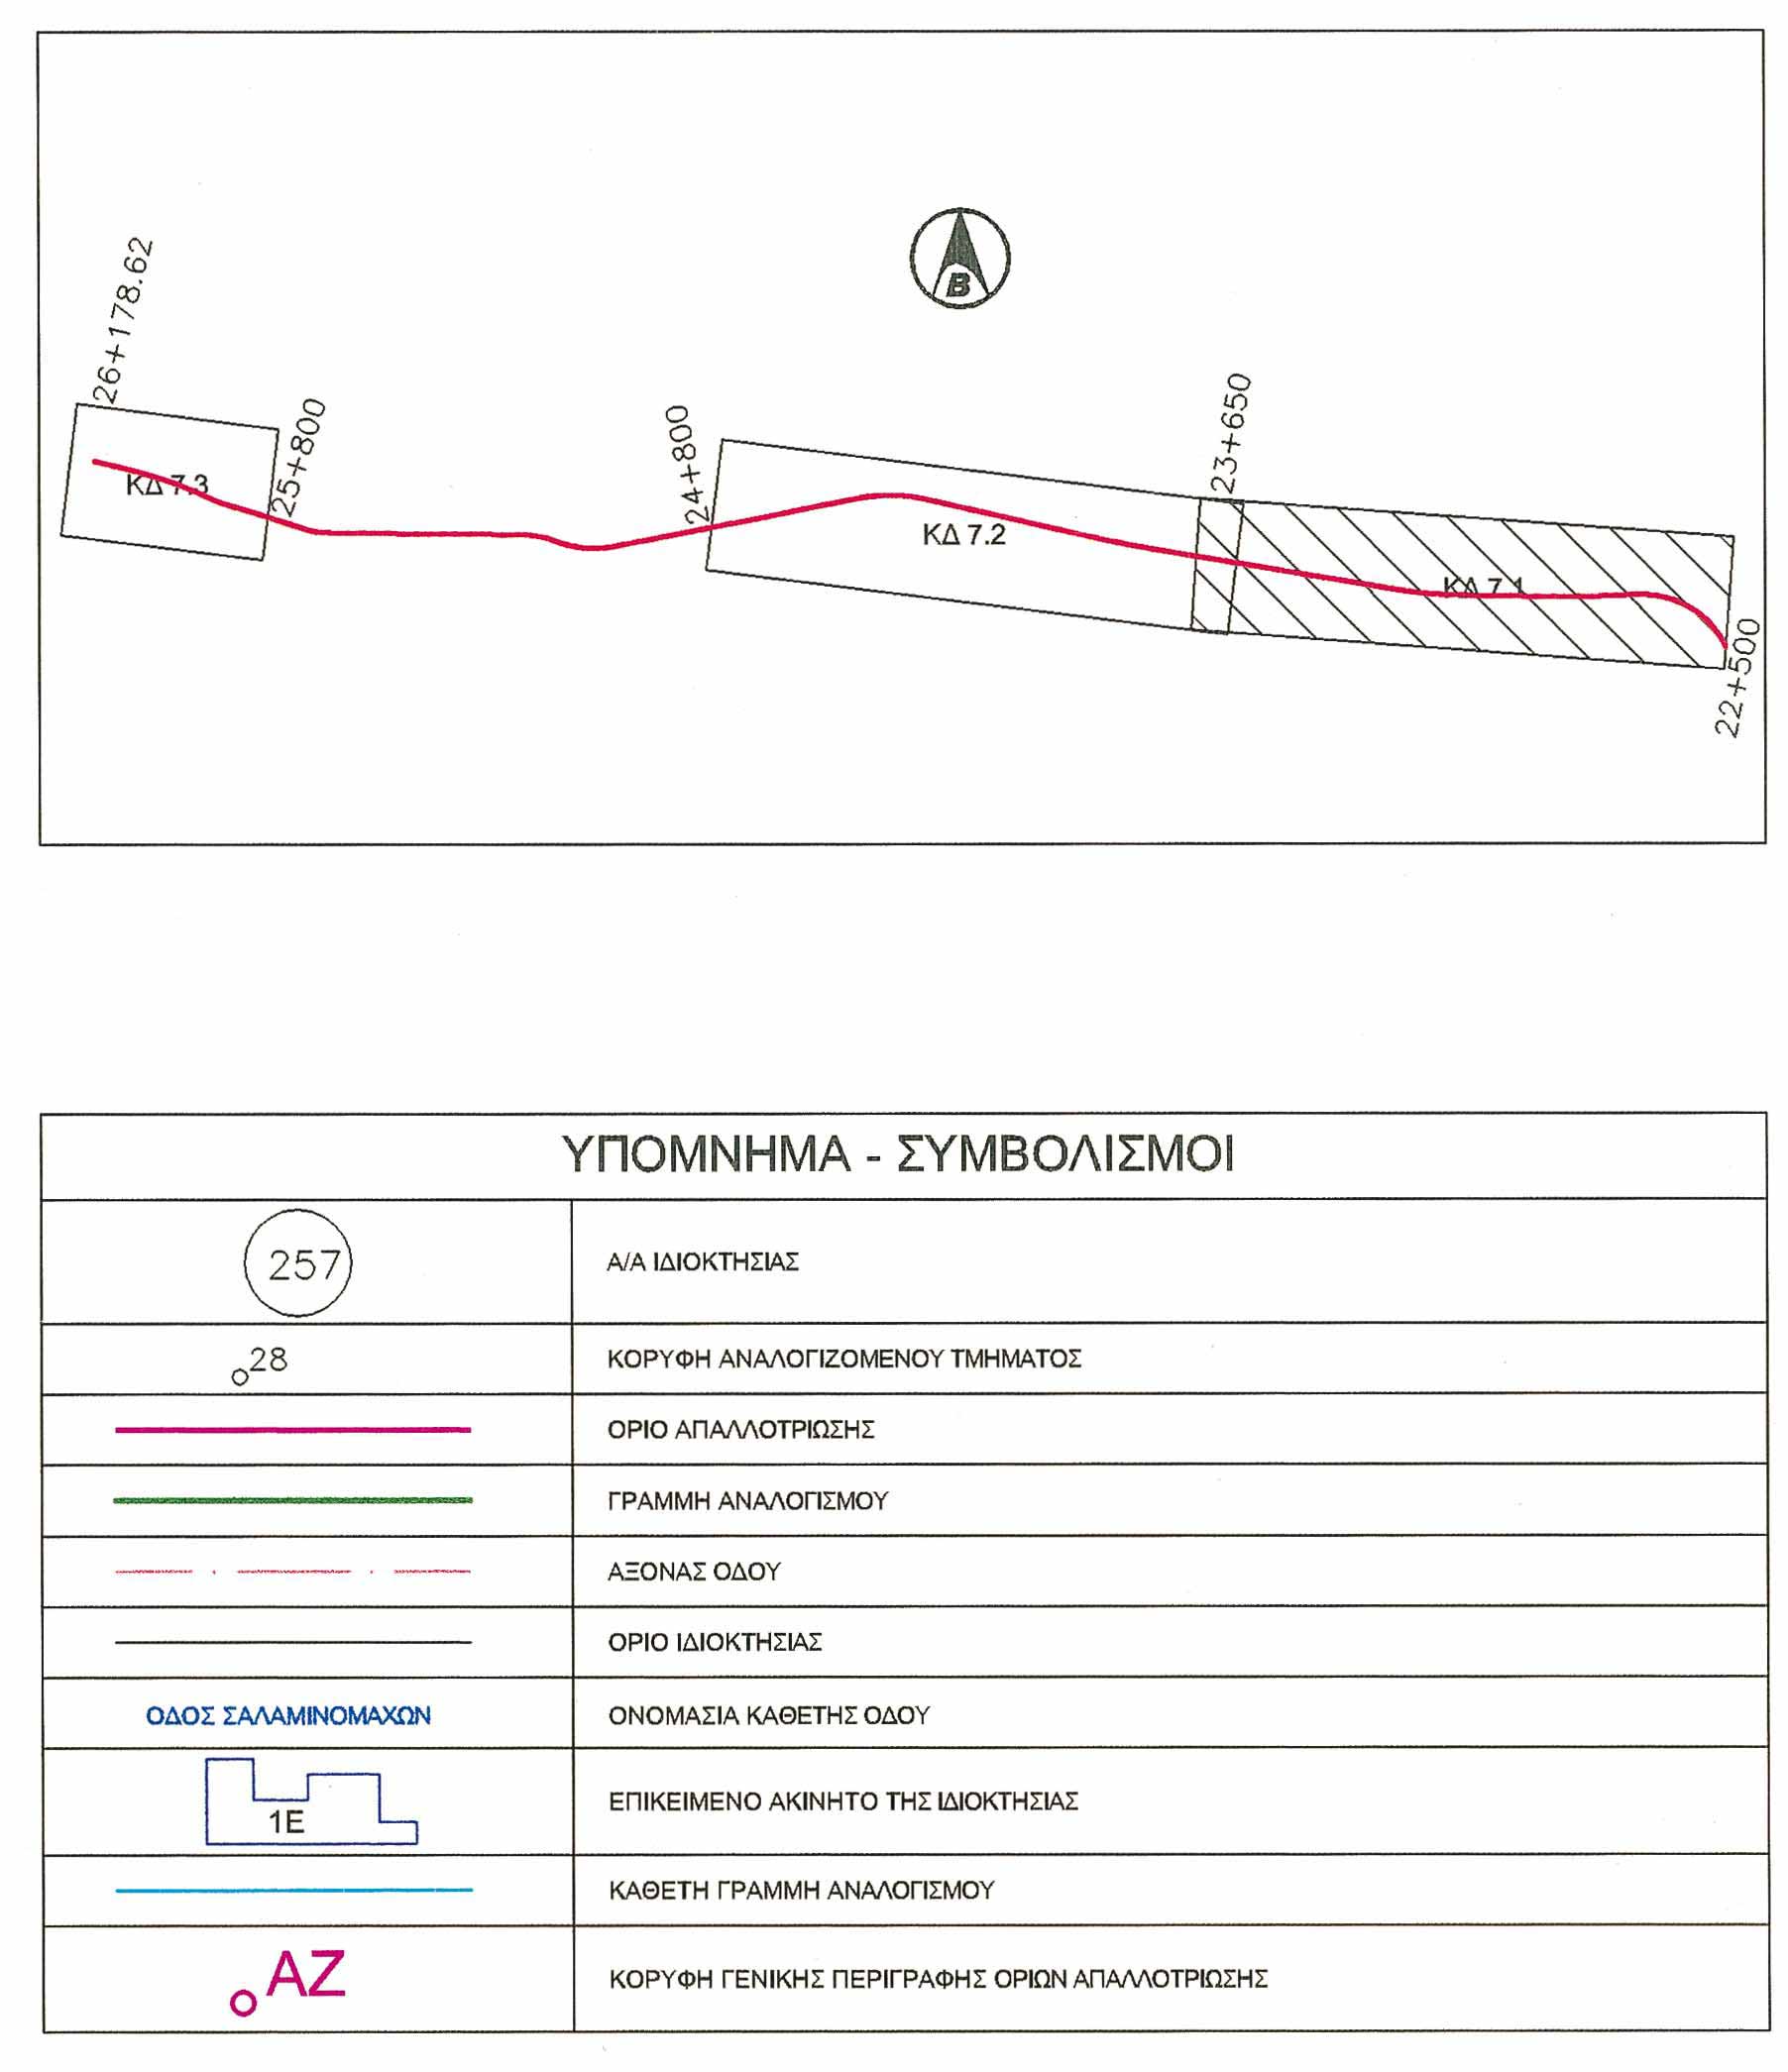 B
26+178.62
ΚΔ 7.3
25+800
24+800
ΚΔ 7.2
23+650
ΚΔ 7.1
22+500
ΥΠΟΜΝΗΜΑ - ΣΥΜΒΟΛΙΣΜΟΙ
257 Α/Α ΙΔΙΟΚΤΗΣΙΑΣ
28 ΚΟΡΥΦΗ ΑΝΑΛΟΓΙΖΟΜΕΝΟΥ ΤΜΗΜΑΤΟΣ
ΟΡΙΟ ΑΠΑΛΛΟΤΡΙΩΣΗΣ
ΓΡΑΜΜΗ ΑΝΑΛΟΓΙΣΜΟΥ
ΑΞΟΝΑΣ ΟΔΟΥ
ΟΡΙΟ ΙΔΙΟΚΤΗΣΙΑΣ
ΟΔΟΣ ΣΑΛΑΜΙΝΟΜΑΧΩΝ ΟΝΟΜΑΣΙΑ ΚΑΘΕΤΗΣ ΟΔΟΥ
1Ε ΕΠΙΚΕΙΜΕΝΟ ΑΚΙΝΗΤΟ ΤΗΣ ΙΔΙΟΚΤΗΣΙΑΣ
ΚΑΘΕΤΗ ΓΡΑΜΜΗ ΑΝΑΛΟΓΙΣΜΟΥ
ΑΖ ΚΟΡΥΦΗ ΓΕΝΙΚΗΣ ΠΕΡΙΓΡΑΦΗΣ ΟΡΙΩΝ ΑΠΑΛΛΟΤΡΙΩΣΗΣ